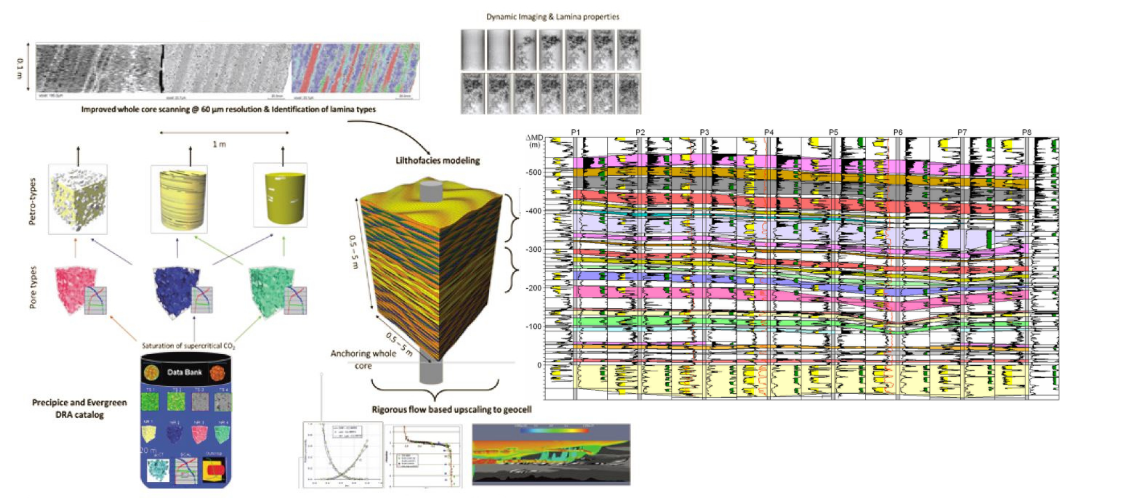 Dynamic Imaging & Lamina properties
0.1 m
Improved whole core scanning @ 60 µm resolution & Identification of lamina types
1 m
Lilthofacies modeling
Petro-types
Pore types
0.5 – 5 m
0.5 – 5 m
Saturation of supercritical CO2
Data Bank
Precipice and Evergreen
DRA catalog
Anchoring whole
core
Rigorous flow based upscaling to geocell
P1 P2 P3 P4 P5 P6 P7 P8
ΔMD
(m)
-500
-400
-300
-200
-100
0